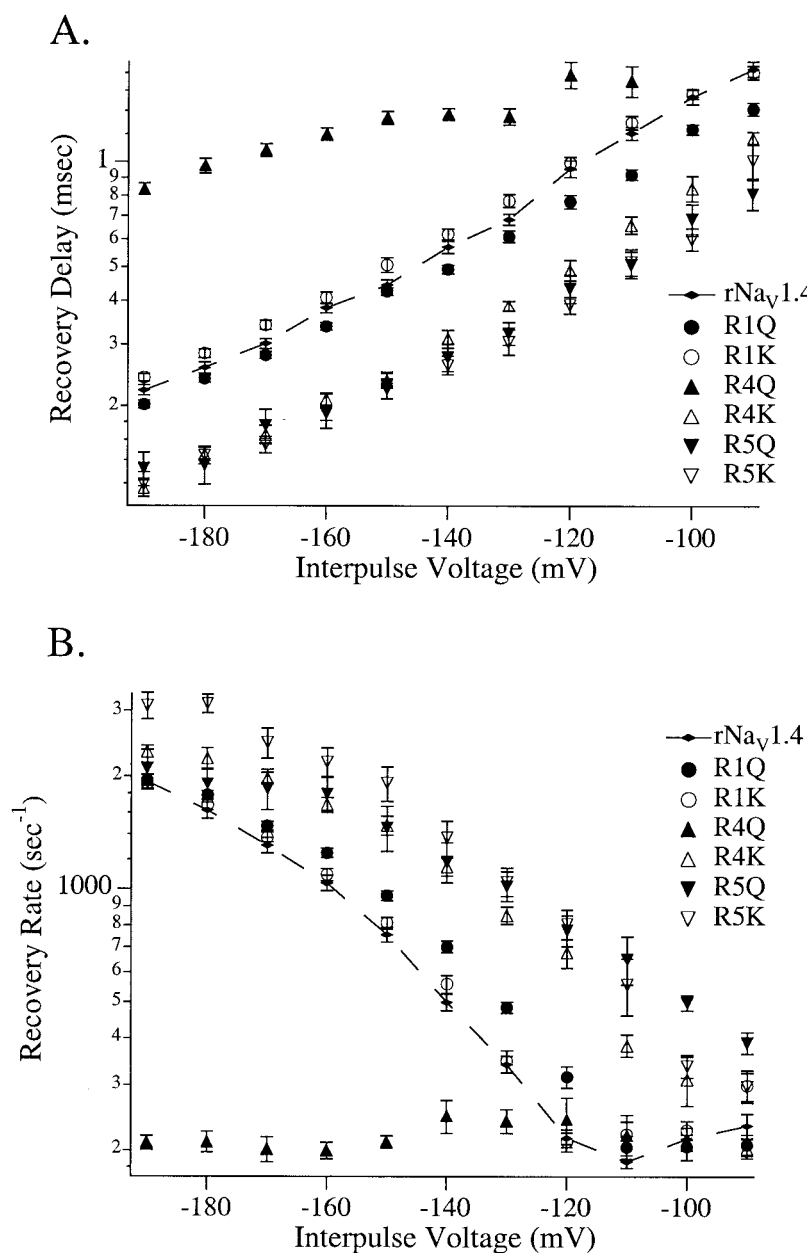 A.
Recovery Delay (msec)
1
9
8
7
6
5
4
3
2
-180
-160
-140
-120
-100
Interpulse Voltage (mV)
rNaV1.4
R1Q
R1K
R4Q
R4K
R5Q
R5K
B.
Recovery Rate (sec-1)
3
2
1000
9
8
7
6
5
4
3
2
-180
-160
-140
-120
-100
Interpulse Voltage (mV)
rNaV1.4
R1Q
R1K
R4Q
R4K
R5Q
R5K